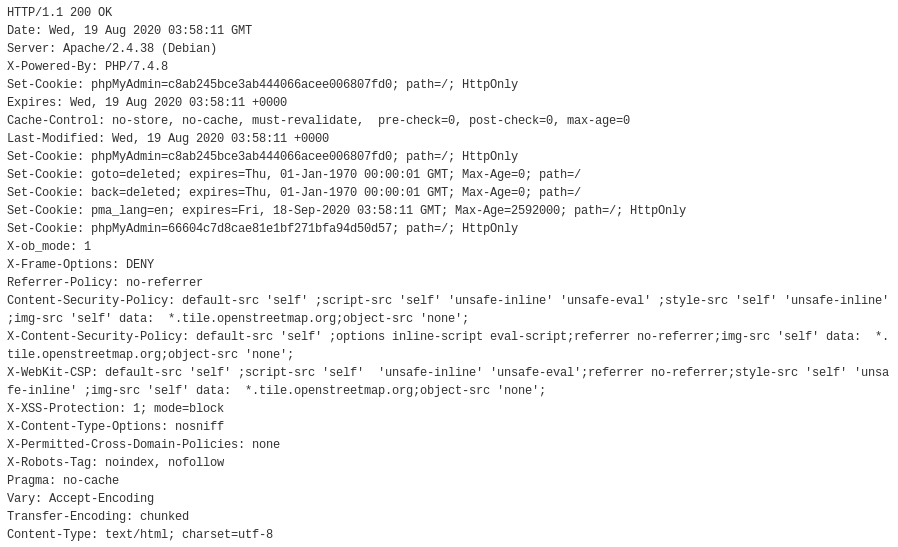 HTTP/1.1 200 OK
Date: Wed, 19 Aug 2020 03:58:11 GMT
Server: Apache/2.4.38 (Debian)
X-Powered-By: PHP/7.4.8
Set-Cookie: phpMyAdmin=c8ab245bce3ab444066acee006807fd0; path=/; HttpOnly
Expires: Wed, 19 Aug 2020 03:58:11 +0000
Cache-Control: no-store, no-cache, must-revalidate,  pre-check=0, post-check=0, max-age=0
Last-Modified: Wed, 19 Aug 2020 03:58:11 +0000
Set-Cookie: phpMyAdmin=c8ab245bce3ab444066acee006807fd0; path=/; HttpOnly
Set-Cookie: goto=deleted; expires=Thu, 01-Jan-1970 00:00:01 GMT; Max-Age=0; path=/
Set-Cookie: back=deleted; expires=Thu, 01-Jan-1970 00:00:01 GMT; Max-Age=0; path=/
Set-Cookie: pma_lang=en; expires=Fri, 18-Sep-2020 03:58:11 GMT; Max-Age=2592000; path=/; HttpOnly
Set-Cookie: phpMyAdmin=66604c7d8cae81e1bf271bfa94d50d57; path=/; HttpOnly
X-ob_mode: 1
X-Frame-Options: DENY
Referrer-Policy: no-referrer
Content-Security-Policy: default-src 'self' ;script-src 'self' 'unsafe-inline' 'unsafe-eval' ;style-src 'self' 'unsafe-inline'
;img-src 'self' data:  *.tile.openstreetmap.org;object-src 'none';
X-Content-Security-Policy: default-src 'self' ;options inline-script eval-script;referrer no-referrer;img-src 'self' data:  *.
tile.openstreetmap.org;object-src 'none';
X-WebKit-CSP: default-src 'self' ;script-src 'self'  'unsafe-inline' 'unsafe-eval';referrer no-referrer;style-src 'self' 'unsa
fe-inline' ;img-src 'self' data:  *.tile.openstreetmap.org;object-src 'none';
X-XSS-Protection: 1; mode=block
X-Content-Type-Options: nosniff
X-Permitted-Cross-Domain-Policies: none
X-Robots-Tag: noindex, nofollow
Pragma: no-cache
Vary: Accept-Encoding
Transfer-Encoding: chunked
Content-Type: text/html; charset=utf-8